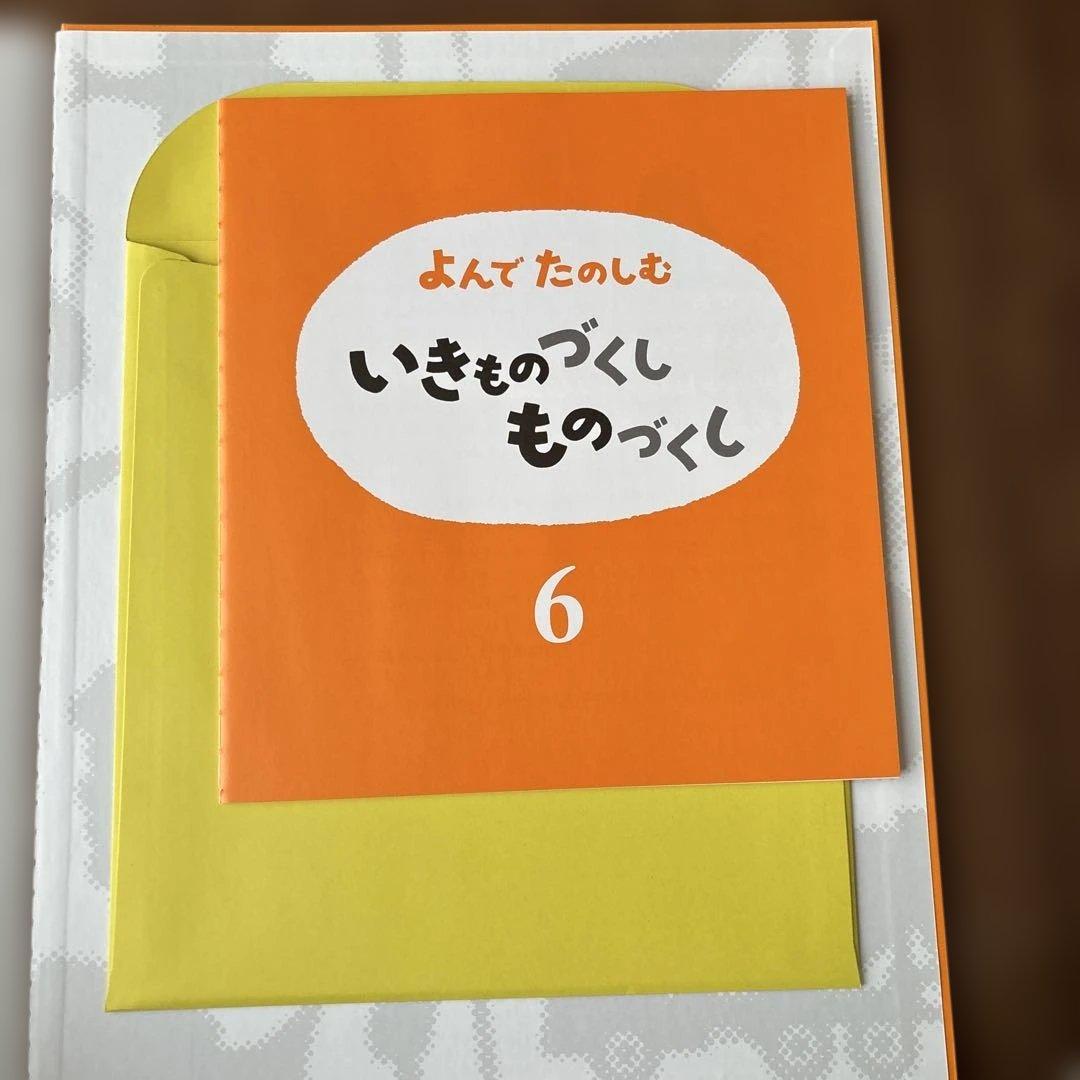 よんで たのしむ
いきものづくし
ものづくし
6